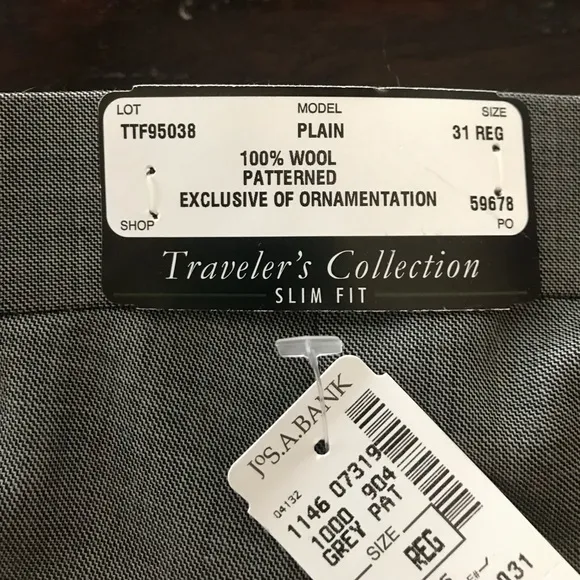 LOT MODEL SIZE
TTF95038 PLAIN 31 REG
100% WOOL
PATTERNED
EXCLUSIVE OF ORNAMENTATION 59678
SHOP PO
Traveler's Collection
SLIM FIT
JoS.A.BANK
04132
1146 07319
1000 904
GREY PAT
SIZE REG